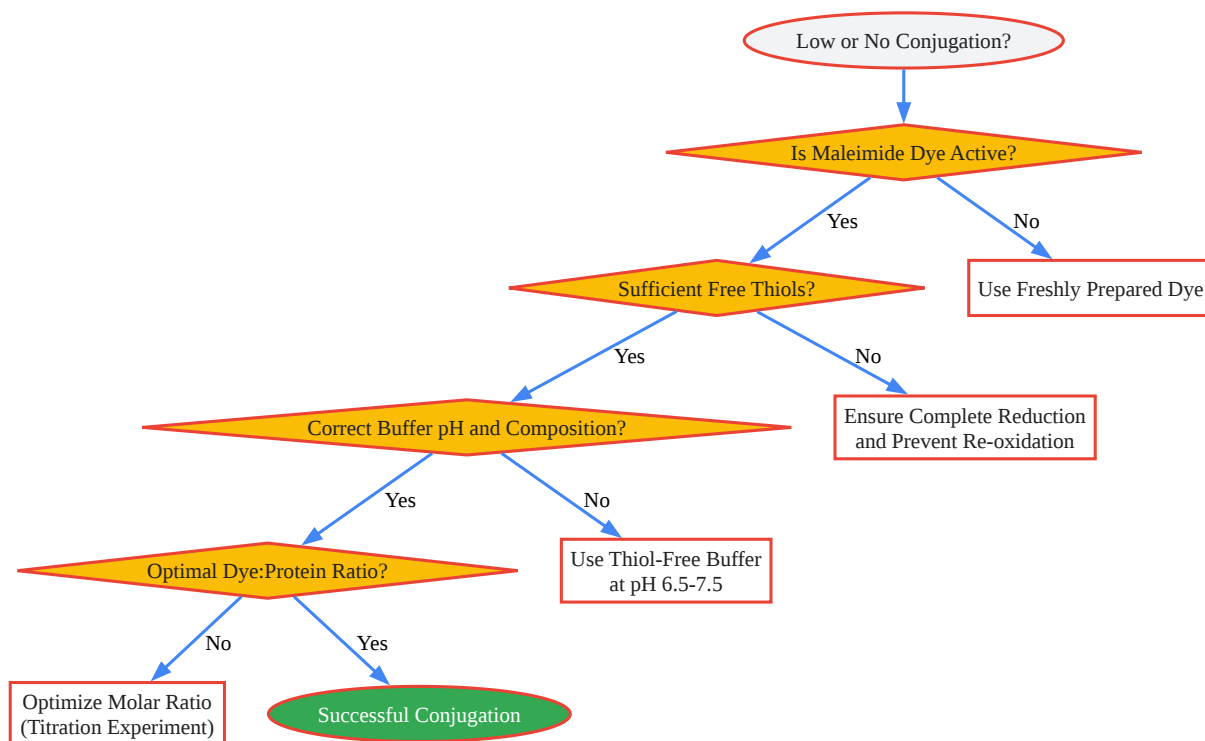 Low or No Conjugation?
Is Maleimide Dye Active?
Yes
No
Sufficient Free Thiols?
Use Freshly Prepared Dye
Yes
No
Correct Buffer pH and Composition?
Ensure Complete Reduction
and Prevent Re-oxidation
Yes
No
Optimal Dye:Protein Ratio?
Use Thiol-Free Buffer
at pH 6.5-7.5
No
Yes
Optimize Molar Ratio
(Titration Experiment)
Successful Conjugation